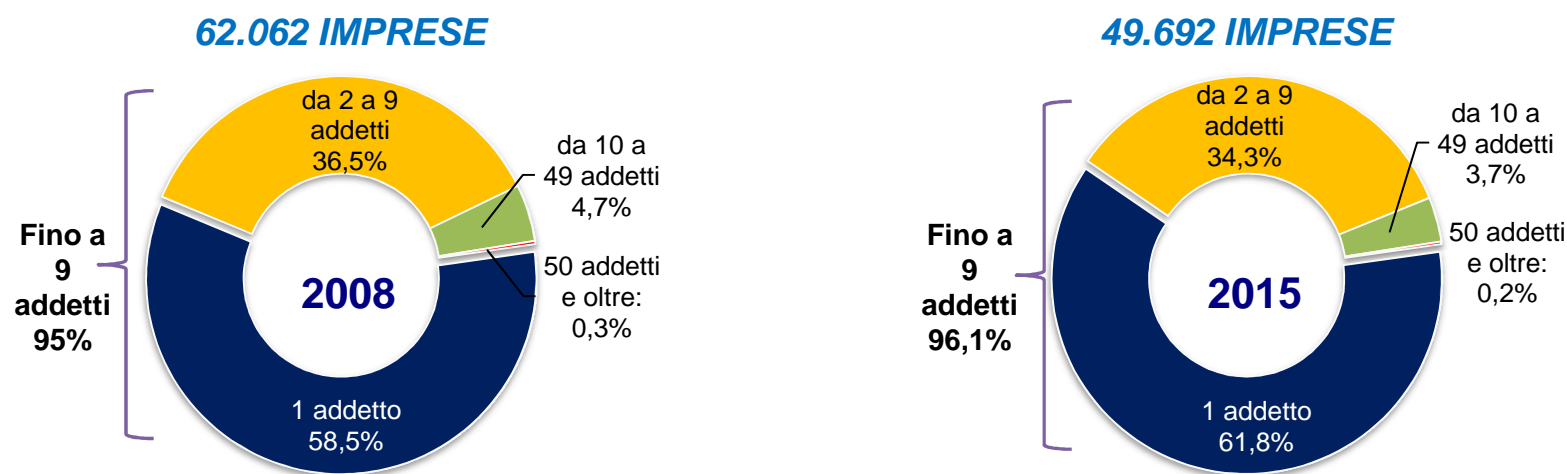 62.062 IMPRESE
da 2 a 9
addetti
36,5%
da 10 a
49 addetti
4,7%
Fino a
9
addetti
95%
2008
50 addetti
e oltre:
0,3%
1 addetto
58,5%
49.692 IMPRESE
da 2 a 9
addetti
34,3%
da 10 a
49 addetti
3,7%
Fino a
9
addetti
96,1%
2015
50 addetti
e oltre:
0,2%
1 addetto
61,8%